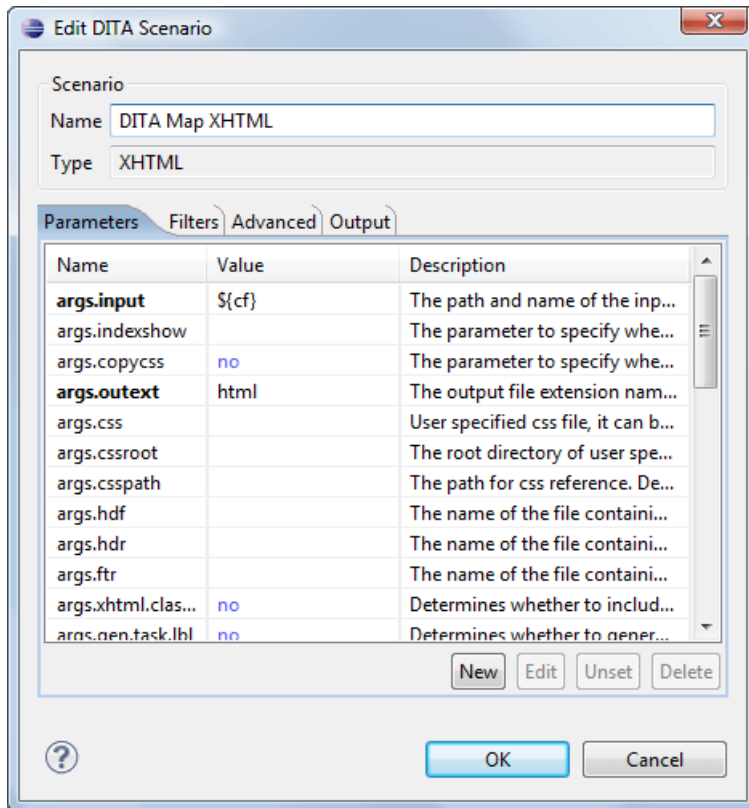 Edit DITA Scenario
Scenario
Name DITA Map XHTML
Type XHTML
Parameters Filters Advanced Output
Name Value Description
args.input ${cf} The path and name of the inp...
args.indexshow The parameter to specify whe...
args.copycss no The parameter to specify whe...
args.outext html The output file extension nam...
args.css User specified css file, it can b...
args.cssroot The root directory of user spe...
args.csspath The path for css reference. De...
args.hdf The name of the file containi...
args.hdr The name of the file containi...
args.ftr The name of the file containi...
args.xhtml.clas... no Determines whether to includ...
args.gen.task.lbl no Determines whether to gener...
New Edit Unset Delete
? OK Cancel